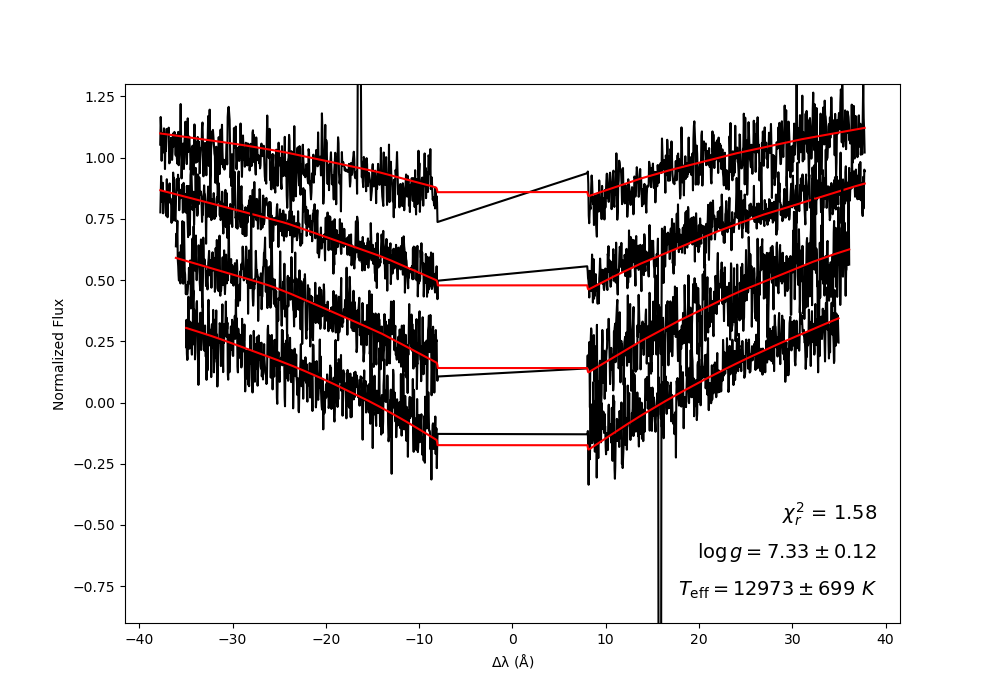 1.25
1.00
0.75
0.50
0.25
0.00
−0.25
−0.50
−0.75
Normalized Flux
χ²ᵣ = 1.58
log g = 7.33 ± 0.12
T_eff = 12973 ± 699 K
−40 −30 −20 −10 0 10 20 30 40
Δλ (Å)